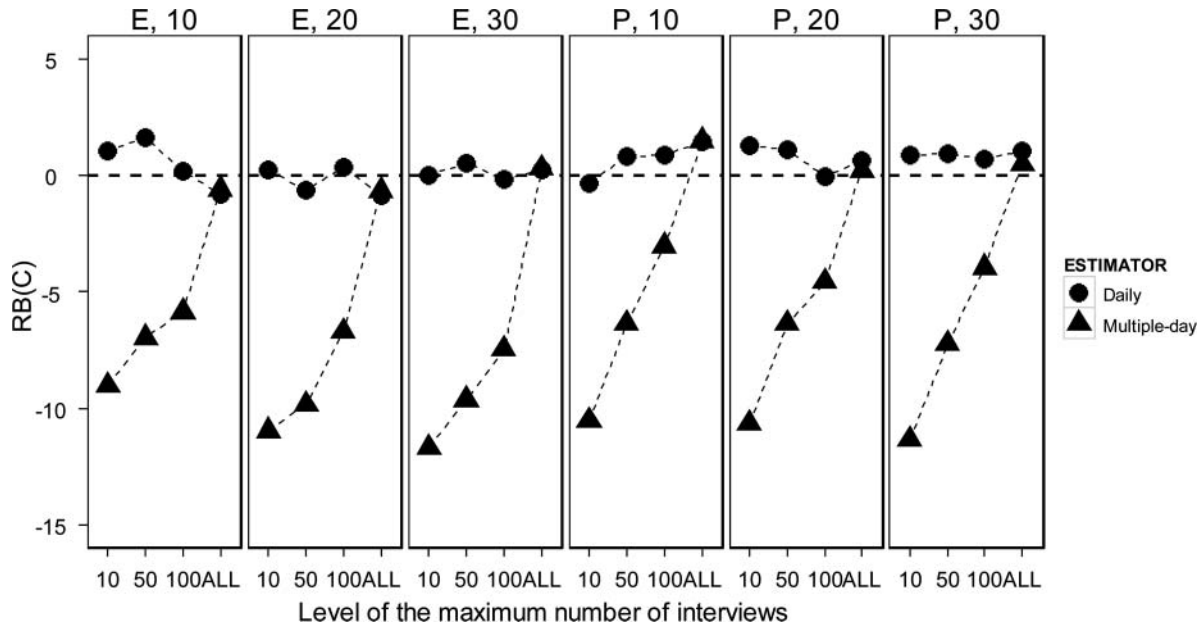 E, 10 E, 20 E, 30 P, 10 P, 20 P, 30
5
0
-5
-10
-15
RB(C)
10 50 100ALL 10 50 100ALL 10 50 100ALL 10 50 100ALL 10 50 100ALL 10 50 100ALL
Level of the maximum number of interviews
ESTIMATOR
Daily
Multiple-day